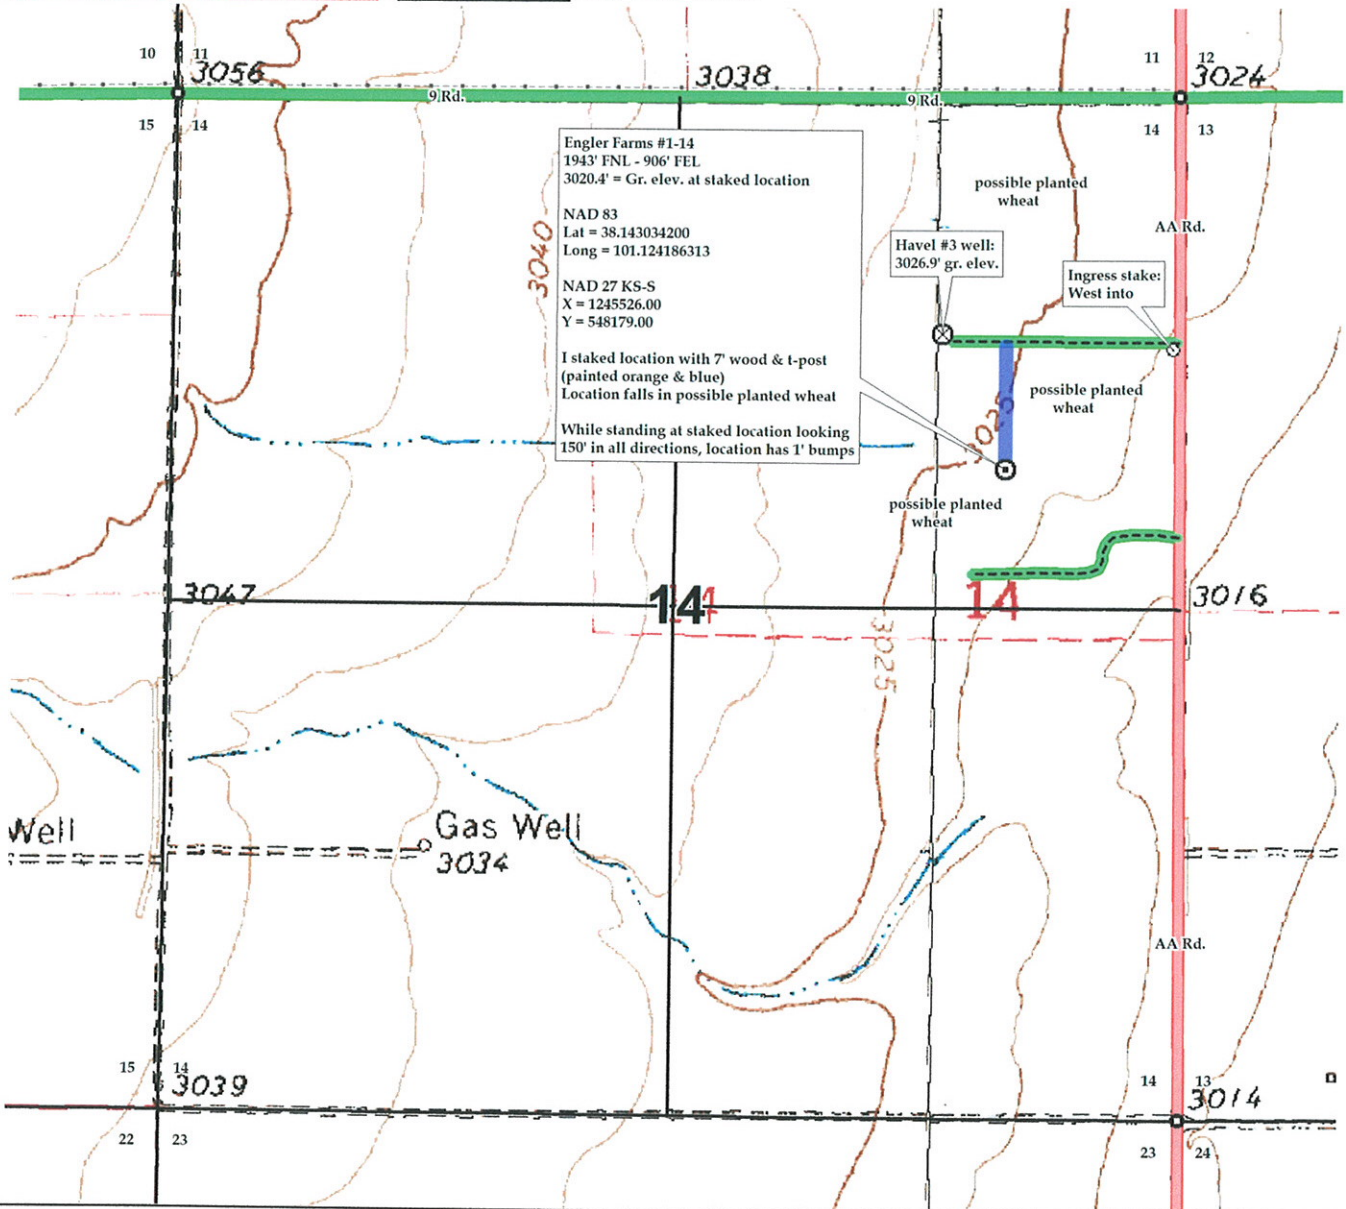 10
11
3056
3038
11
12
3024
9 Rd.
9 Rd.
15
14
14
13
Engler Farms #1-14
1943' FNL - 906' FEL
3020.4' = Gr. elev. at staked location
NAD 83
Lat = 38.143034200
Long = 101.124186313
NAD 27 KS-S
X = 1245526.00
Y = 548179.00
I staked location with 7' wood & t-post
(painted orange & blue)
Location falls in possible planted wheat
While standing at staked location looking
150' in all directions, location has 1' bumps
possible planted
wheat
AA Rd.
3040
Havel #3 well:
3026.9' gr. elev.
Ingress stake:
West into
possible planted
wheat
3025
possible planted
wheat
3047
14
14
14
3016
3025
Well
Gas Well
3034
AA Rd.
15
14
3039
14
13
3014
22
23
23
24